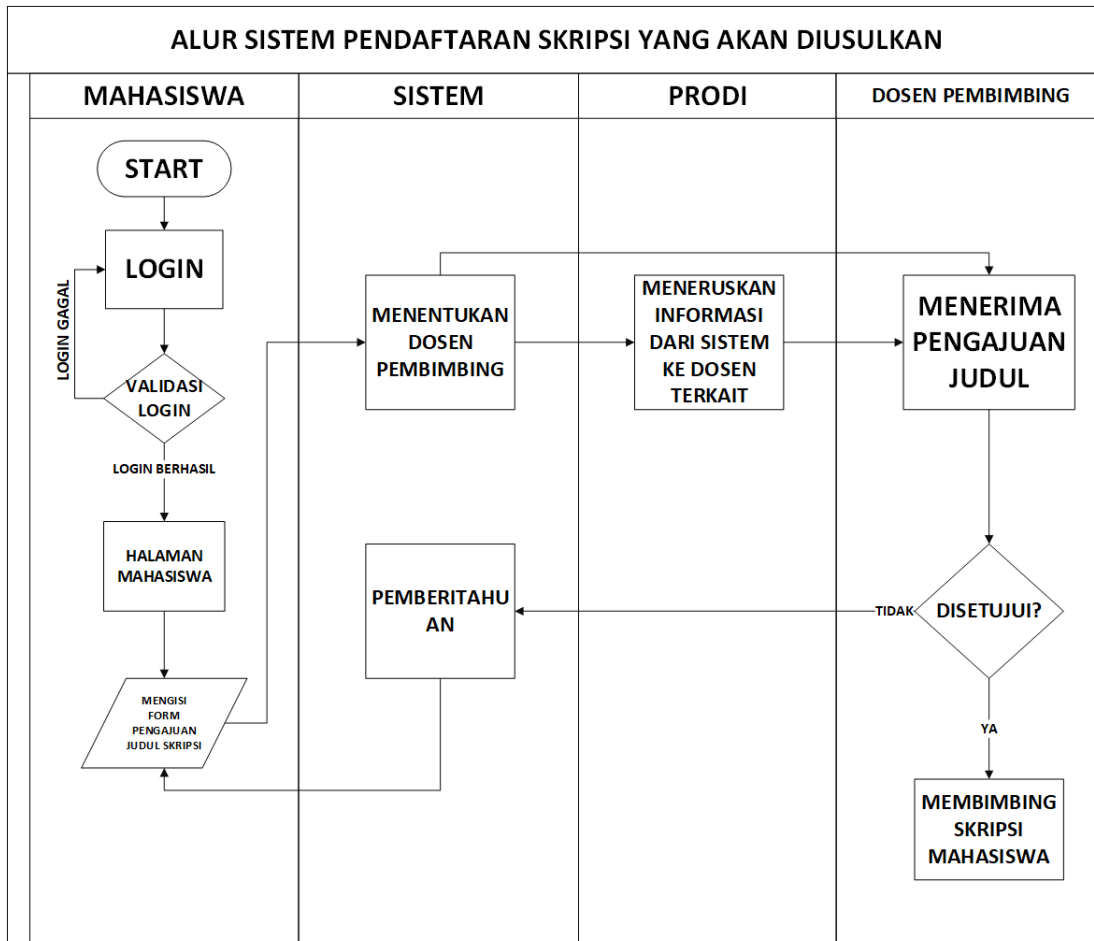 ALUR SISTEM PENDAFTARAN SKRIPSI YANG AKAN DIUSULKAN
MAHASISWA
SISTEM
PRODI
DOSEN PEMBIMBING
START
LOGIN
LOGIN GAGAL
VALIDASI
LOGIN
LOGIN BERHASIL
HALAMAN
MAHASISWA
MENGISI
FORM
PENGAJUAN
JUDUL SKRIPSI
MENENTUKAN
DOSEN
PEMBIMBING
PEMBERITAHU
AN
MENERUSKAN
INFORMASI
DARI SISTEM
KE DOSEN
TERKAIT
MENERIMA
PENGAJUAN
JUDUL
DISETUJUI?
TIDAK
YA
MEMBIMBING
SKRIPSI
MAHASISWA